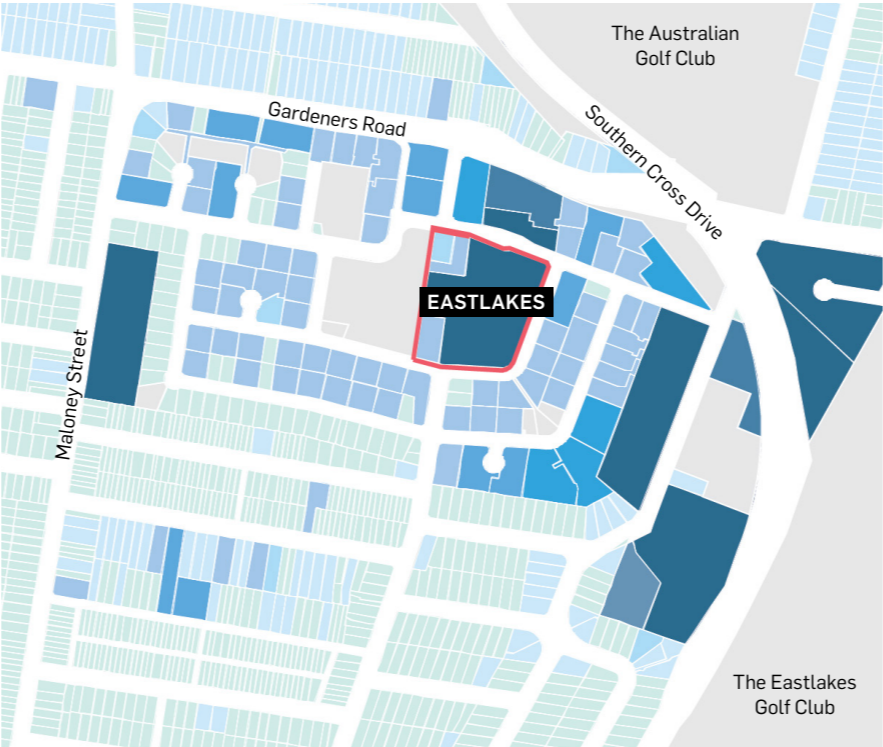 The Australian
Golf Club
Gardeners Road
Southern Cross Drive
EASTLAKES
Maloney Street
The Eastlakes
Golf Club